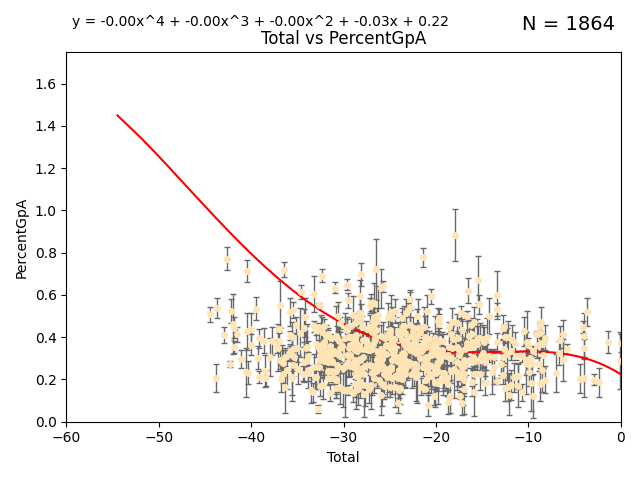 y = -0.00x^4 + -0.00x^3 + -0.00x^2 + -0.03x + 0.22
N = 1864
Total vs PercentGpA
PercentGpA
1.6
1.4
1.2
1.0
0.8
0.6
0.4
0.2
0.0
−60 −50 −40 −30 −20 −10 0
Total